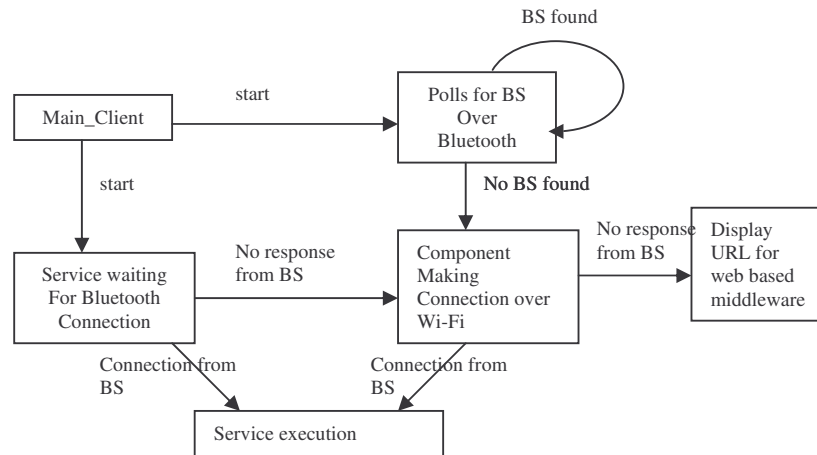 BS found
start
Polls for BS
Over
Bluetooth
Main_Client
start
No BS found
No response
from BS
Display
URL for
web based
middleware
No response
from BS
Component
Making
Connection over
Wi-Fi
Service waiting
For Bluetooth
Connection
Connection from
BS
Connection from
BS
Service execution